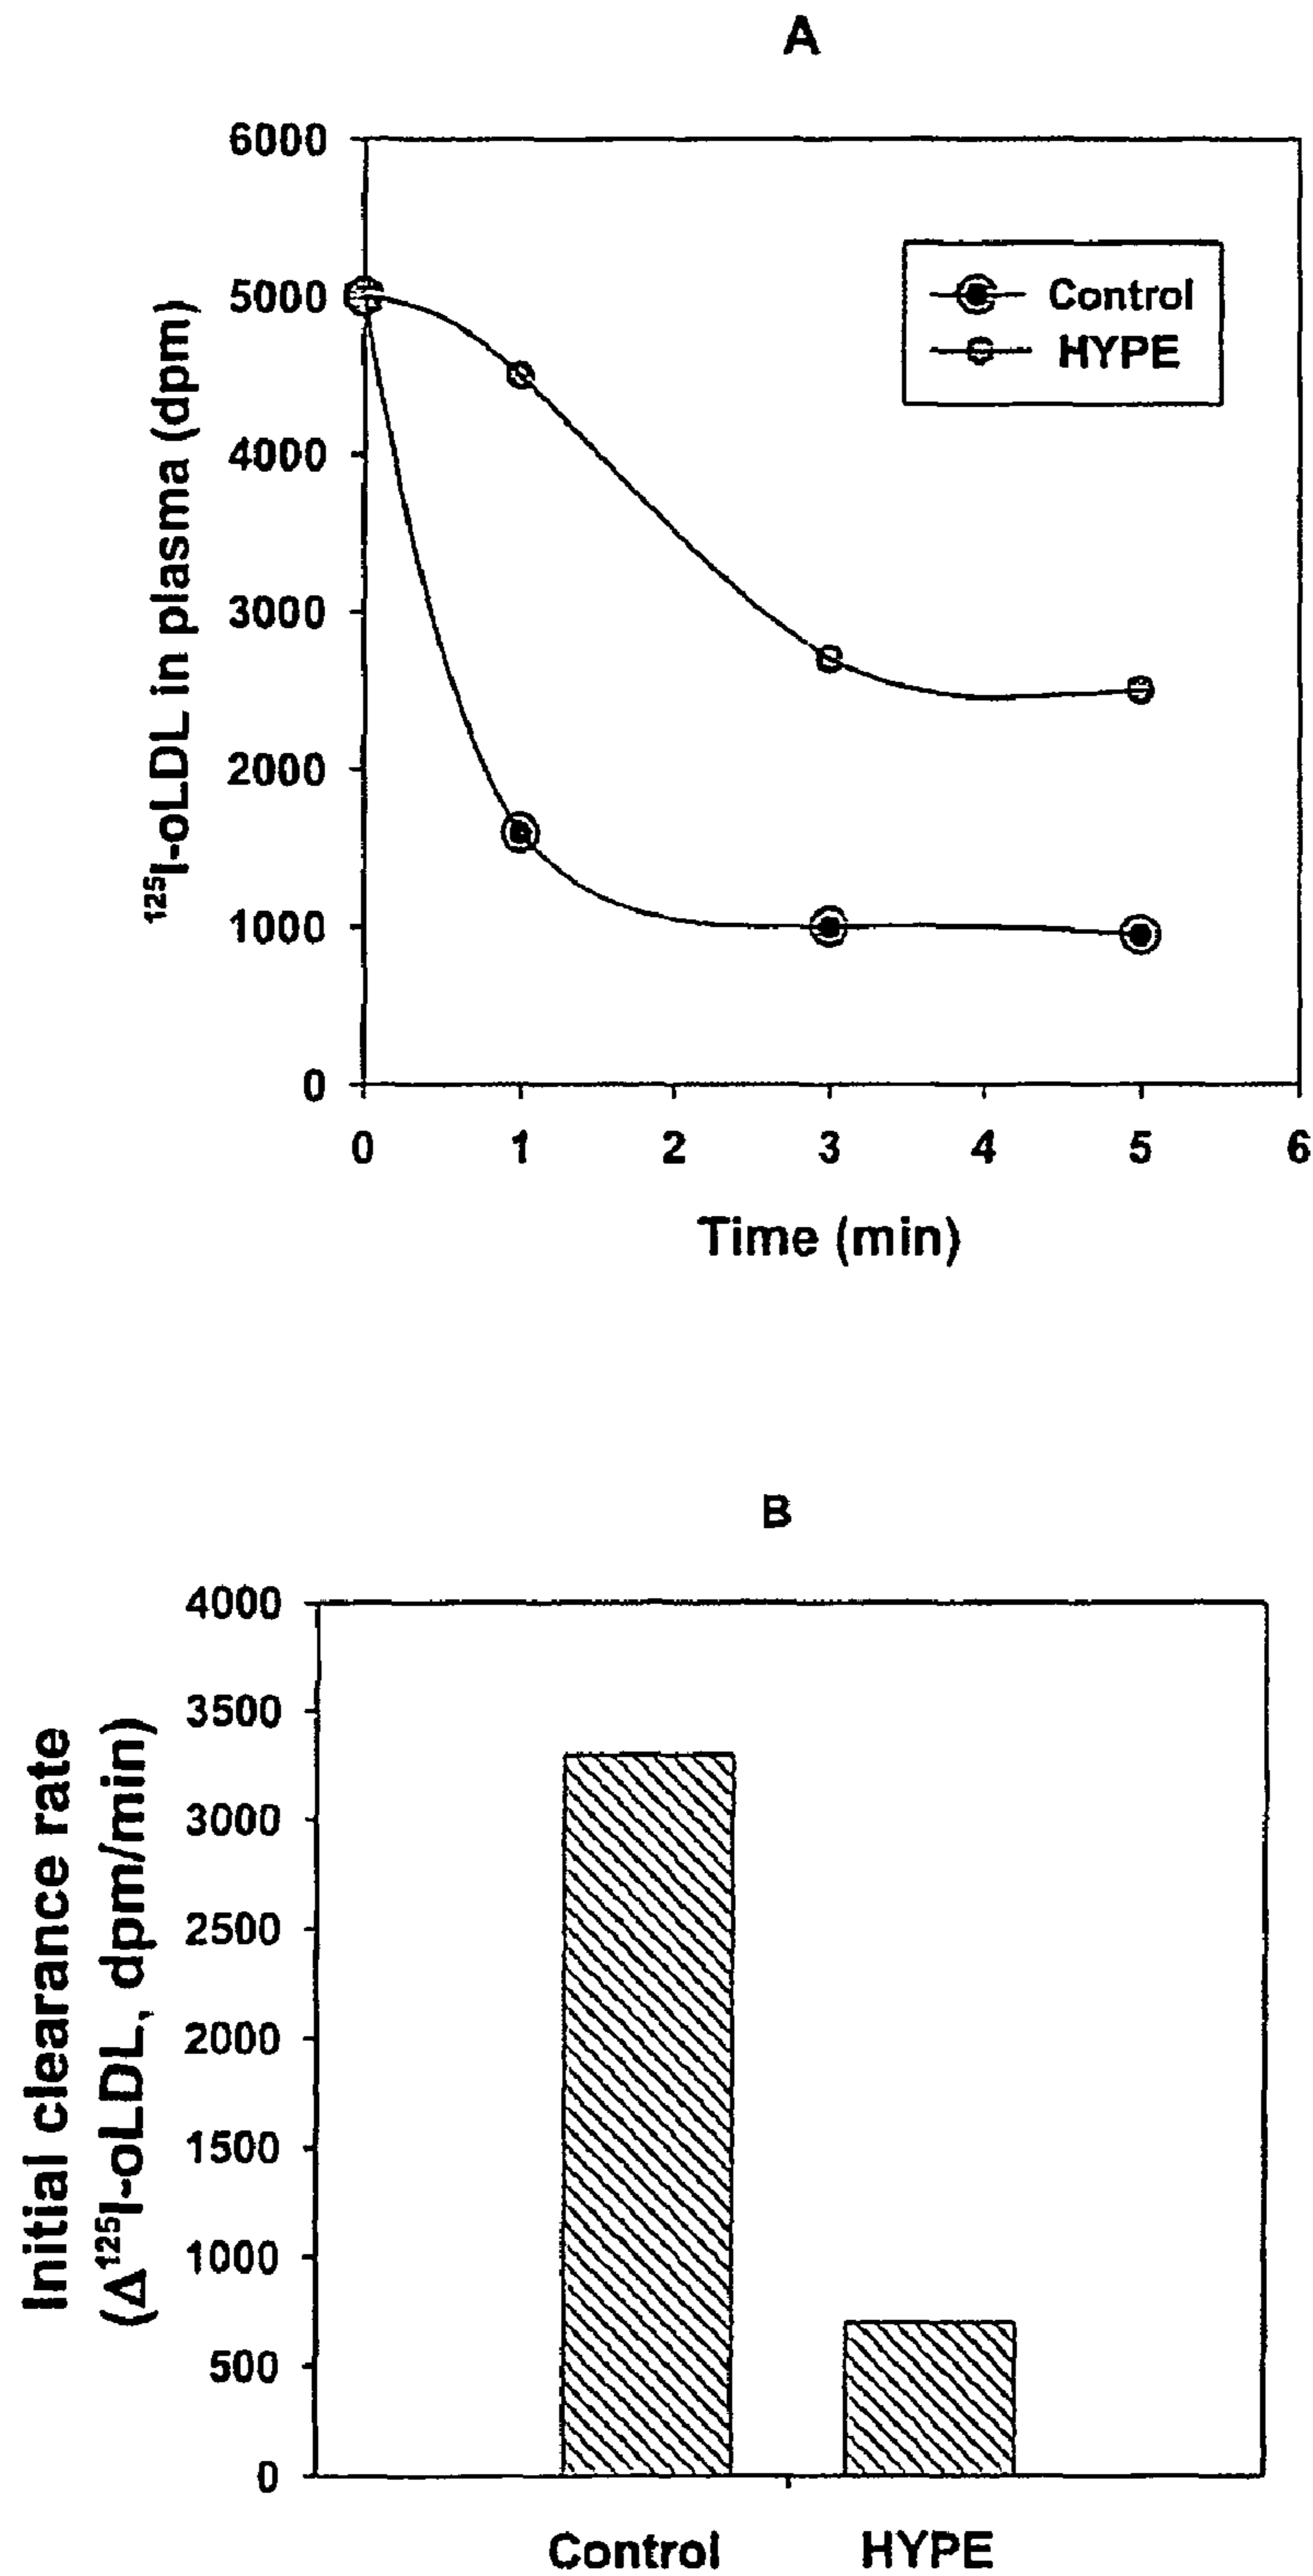 A
6000
5000
4000
3000
2000
1000
0
¹²⁵I-oLDL in plasma (dpm)
Control
HYPE
0 1 2 3 4 5 6
Time (min)
B
4000
3500
3000
2500
2000
1500
1000
500
0
Initial clearance rate
(Δ¹²⁵I-oLDL, dpm/min)
Control HYPE